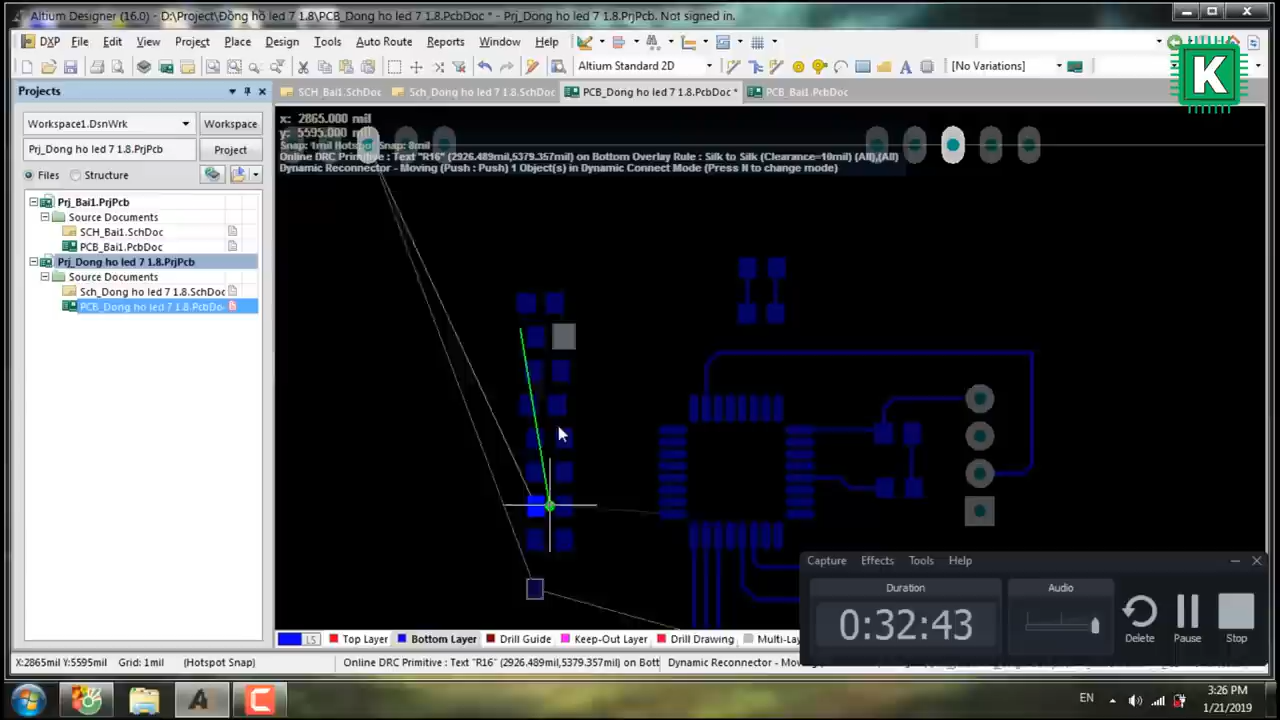 Altium Designer (16.0) - D:\Project\Đồng hồ led 7 1.8\PCB_Dong ho led 7 1.8.PcbDoc * - Prj_Dong ho led 7 1.8.PrjPcb. Not signed in.
DXP File Edit View Project Place Design Tools Auto Route Reports Window Help
Altium Standard 2D [No Variations]
K
Projects
SCH_Bai1.SchDoc Sch_Dong ho led 7 1.8.SchDoc PCB_Dong ho led 7 1.8.PcbDoc * PCB_Bai1.PcbDoc
Workspace1.DsnWrk Workspace
Prj_Dong ho led 7 1.8.PrjPcb Project
Files Structure
Prj_Bai1.PrjPcb
Source Documents
SCH_Bai1.SchDoc
PCB_Bai1.PcbDoc
Prj_Dong ho led 7 1.8.PrjPcb
Source Documents
Sch_Dong ho led 7 1.8.SchDoc
PCB_Dong ho led 7 1.8.PcbDo
x: 2865.000 mil
y: 5595.000 mil
Snap: 1mil Hotspot Snap: 8mil
Online DRC Primitive : Text "R16" (2926.489mil,5379.357mil) on Bottom Overlay Rule : Silk to Silk (Clearance=10mil) (All),(All)
Dynamic Reconnector - Moving (Push : Push) 1 Object(s) in Dynamic Connect Mode (Press N to change mode)
Capture Effects Tools Help
Duration Audio
0:32:43
Delete Pause Stop
LS Top Layer Bottom Layer Drill Guide Keep-Out Layer Drill Drawing Multi-La
X:2865mil Y:5595mil Grid: 1mil (Hotspot Snap) Online DRC Primitive : Text "R16" (2926.489mil,5379.357mil) on Bott Dynamic Reconnector - Moving
EN
3:26 PM
1/21/2019